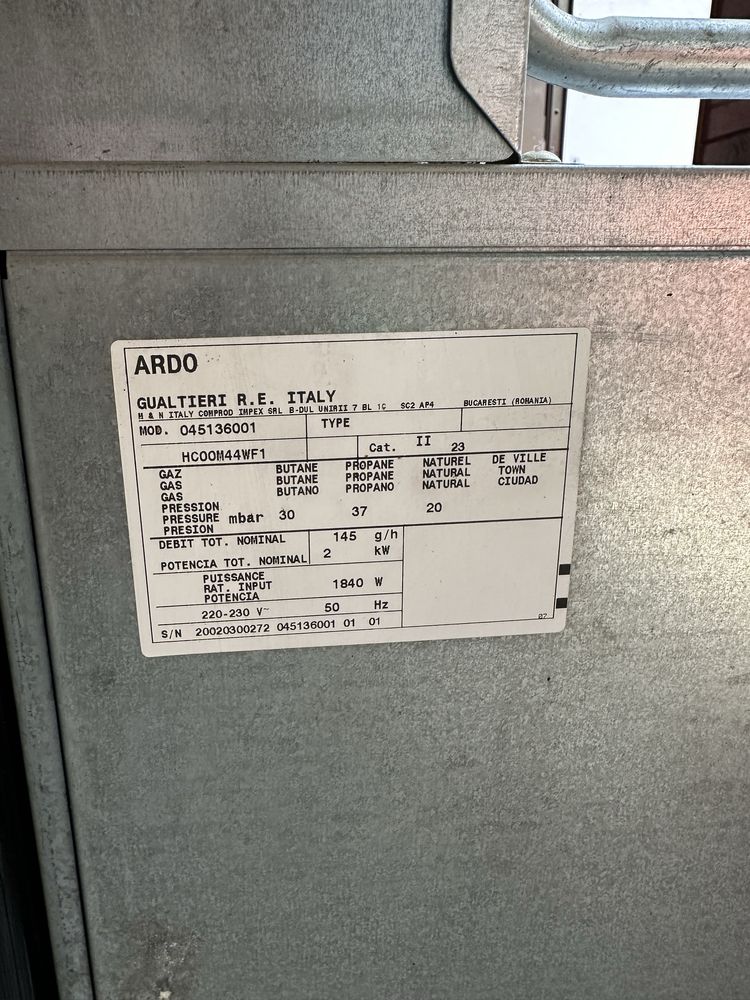 ARDO
GUALTIERI R.E. ITALY
M & N ITALY COMPROD IMPEX SRL B-DUL UNIRII 7 BL 1C SC2 AP4 BUCARESTI (ROMANIA)
MOD. 045136001 TYPE
HCOOM44WF1 Cat. II 23
GAZ BUTANE PROPANE NATUREL DE VILLE
GAS BUTANE PROPANE NATURAL TOWN
GAS BUTANO PROPANO NATURAL CIUDAD
PRESSION
PRESSURE mbar 30 37 20
PRESION
DEBIT TOT. NOMINAL 145 g/h
POTENCIA TOT. NOMINAL 2 kW
PUISSANCE
RAT. INPUT 1840 W
POTENCIA
220-230 V~ 50 Hz
S/N 20020300272 045136001 01 01
07